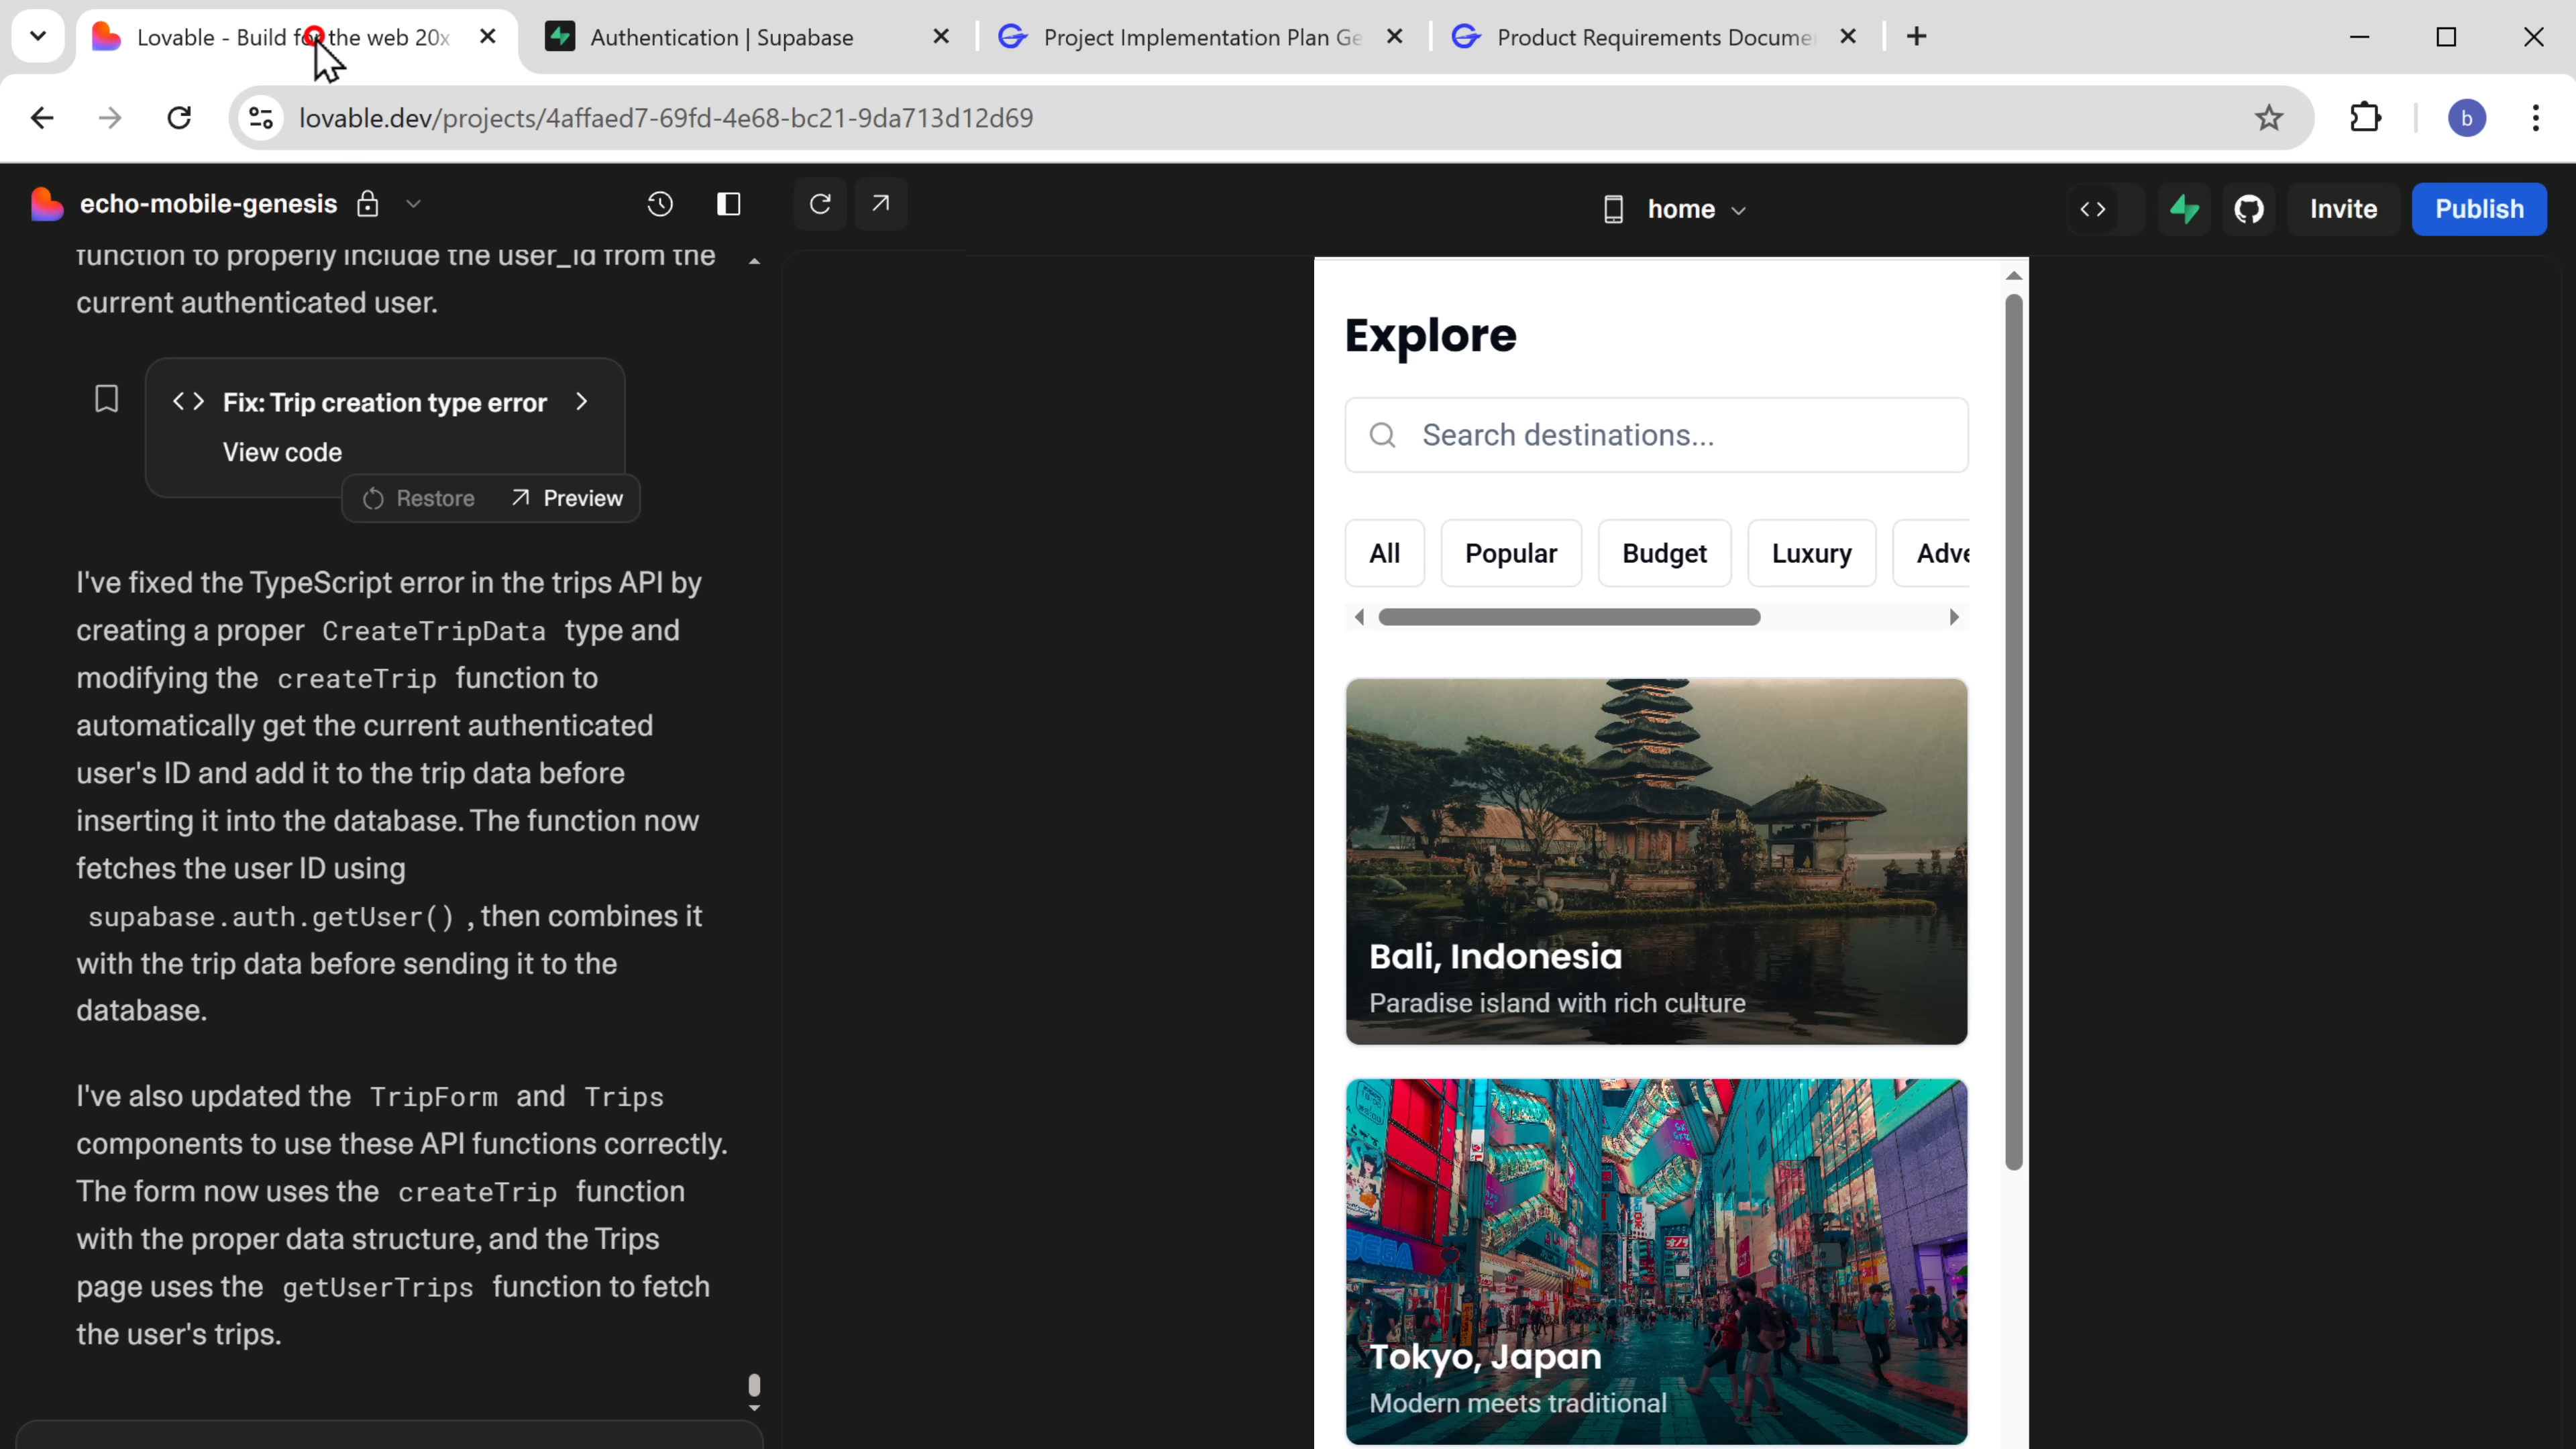 Lovable - Build for the web 20x
Authentication | Supabase
Project Implementation Plan Ge
Product Requirements Docume
lovable.dev/projects/4affaed7-69fd-4e68-bc21-9da713d12d69
b
echo-mobile-genesis
home
Invite
Publish
function to properly include the user_id from the
current authenticated user.
Fix: Trip creation type error
View code
Restore
Preview
I've fixed the TypeScript error in the trips API by
creating a proper CreateTripData type and
modifying the createTrip function to
automatically get the current authenticated
user's ID and add it to the trip data before
inserting it into the database. The function now
fetches the user ID using
supabase.auth.getUser() , then combines it
with the trip data before sending it to the
database.
I've also updated the TripForm and Trips
components to use these API functions correctly.
The form now uses the createTrip function
with the proper data structure, and the Trips
page uses the getUserTrips function to fetch
the user's trips.
Explore
Search destinations...
All
Popular
Budget
Luxury
Adve
Bali, Indonesia
Paradise island with rich culture
SEGA
Tokyo, Japan
Modern meets traditional